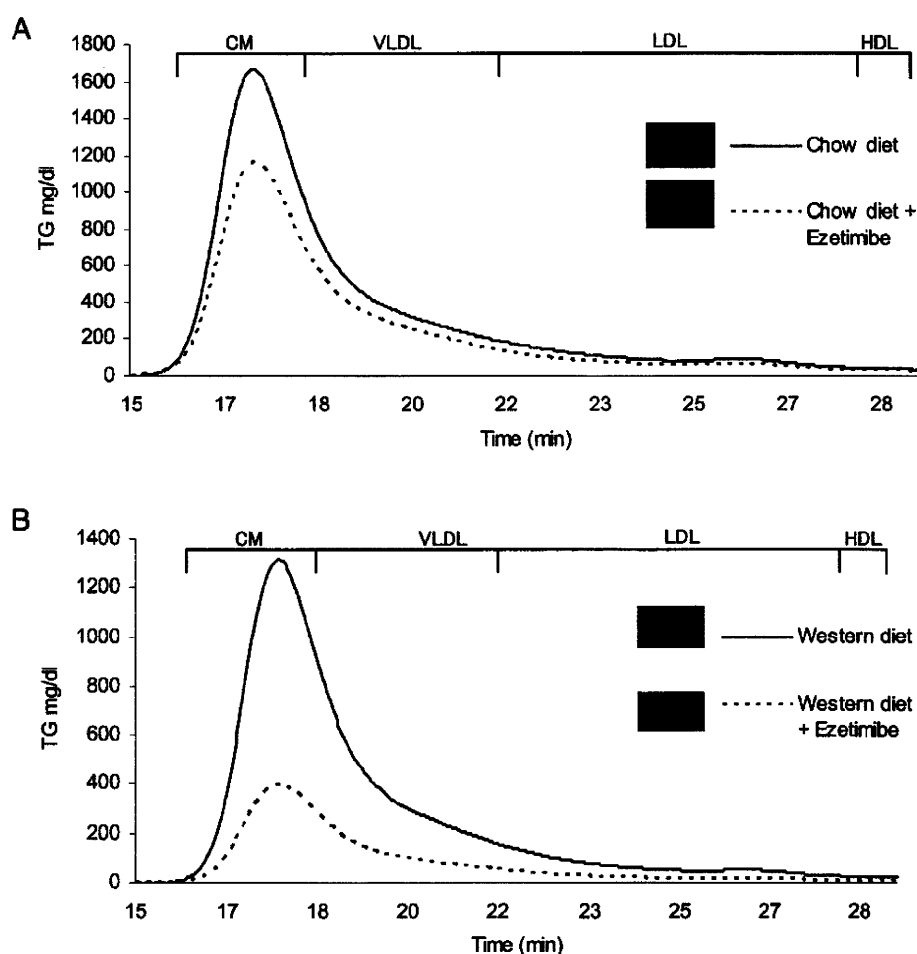 A
CM VLDL LDL HDL
1800
1600
1400
1200
1000
800
600
400
200
0
TG mg/dl
Chow diet
Chow diet +
Ezetimibe
15 17 18 20 22 23 25 27 28
Time (min)
B
CM VLDL LDL HDL
1400
1200
1000
800
600
400
200
0
TG mg/dl
Western diet
Western diet
+ Ezetimibe
15 17 18 20 22 23 25 27 28
Time (min)